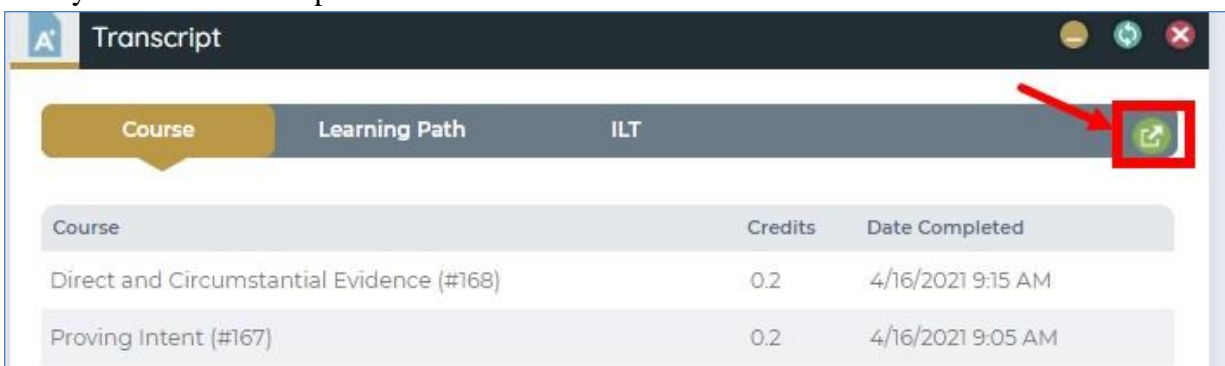 Transcript
Course Learning Path ILT
Course Credits Date Completed
Direct and Circumstantial Evidence (#168) 0.2 4/16/2021 9:15 AM
Proving Intent (#167) 0.2 4/16/2021 9:05 AM